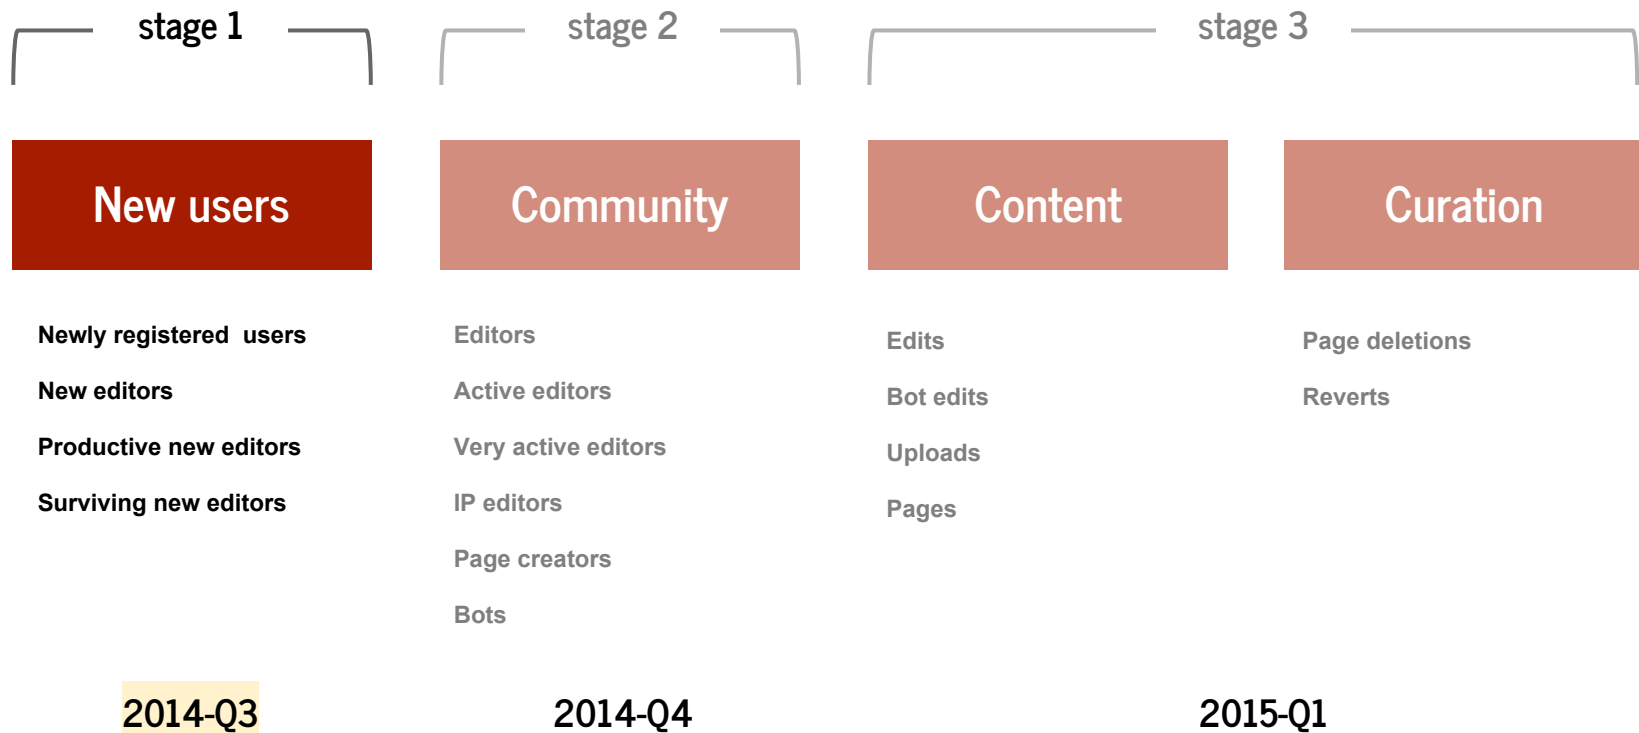 stage 1
stage 2
stage 3
New users
Community
Content
Curation
Newly registered  users
New editors
Productive new editors
Surviving new editors
Editors
Active editors
Very active editors
IP editors
Page creators
Bots
Edits
Bot edits
Uploads
Pages
Page deletions
Reverts
2014-Q3
2014-Q4
2015-Q1